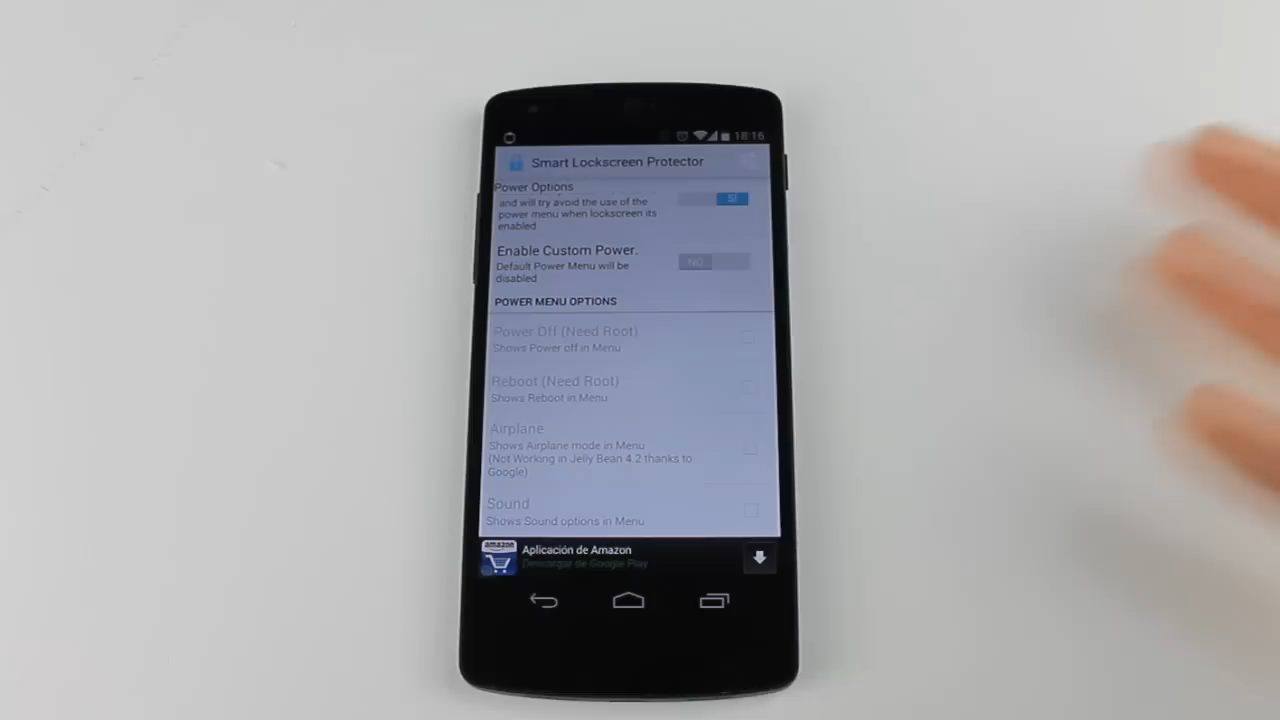 18:16
Smart Lockscreen Protector
Power Options
and will try avoid the use of the
power menu when lockscreen its
enabled
SÍ
Enable Custom Power.
Default Power Menu will be
disabled
NO
POWER MENU OPTIONS
Power Off (Need Root)
Shows Power off in Menu
Reboot (Need Root)
Shows Reboot in Menu
Airplane
Shows Airplane mode in Menu
(Not Working in Jelly Bean 4.2 thanks to
Google)
Sound
Shows Sound options in Menu
amazon
Aplicación de Amazon
Descargar de Google Play